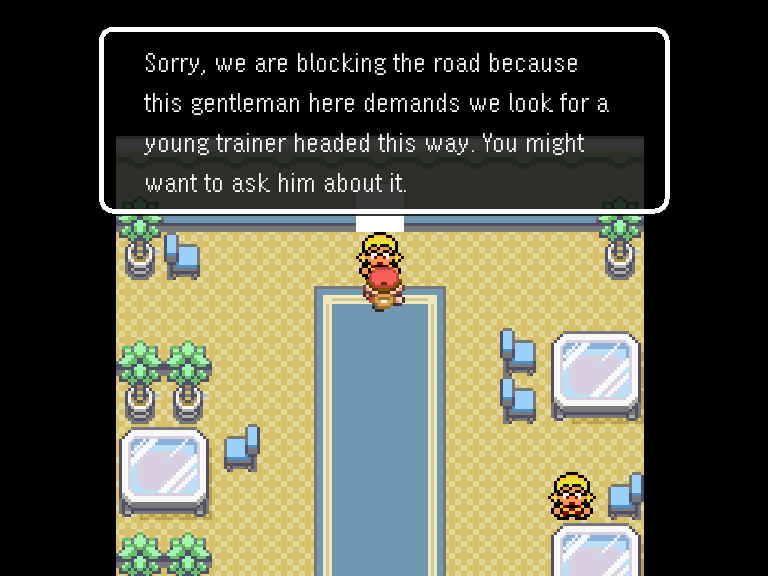 Sorry, we are blocking the road because
this gentleman here demands we look for a
young trainer headed this way. You might
want to ask him about it.